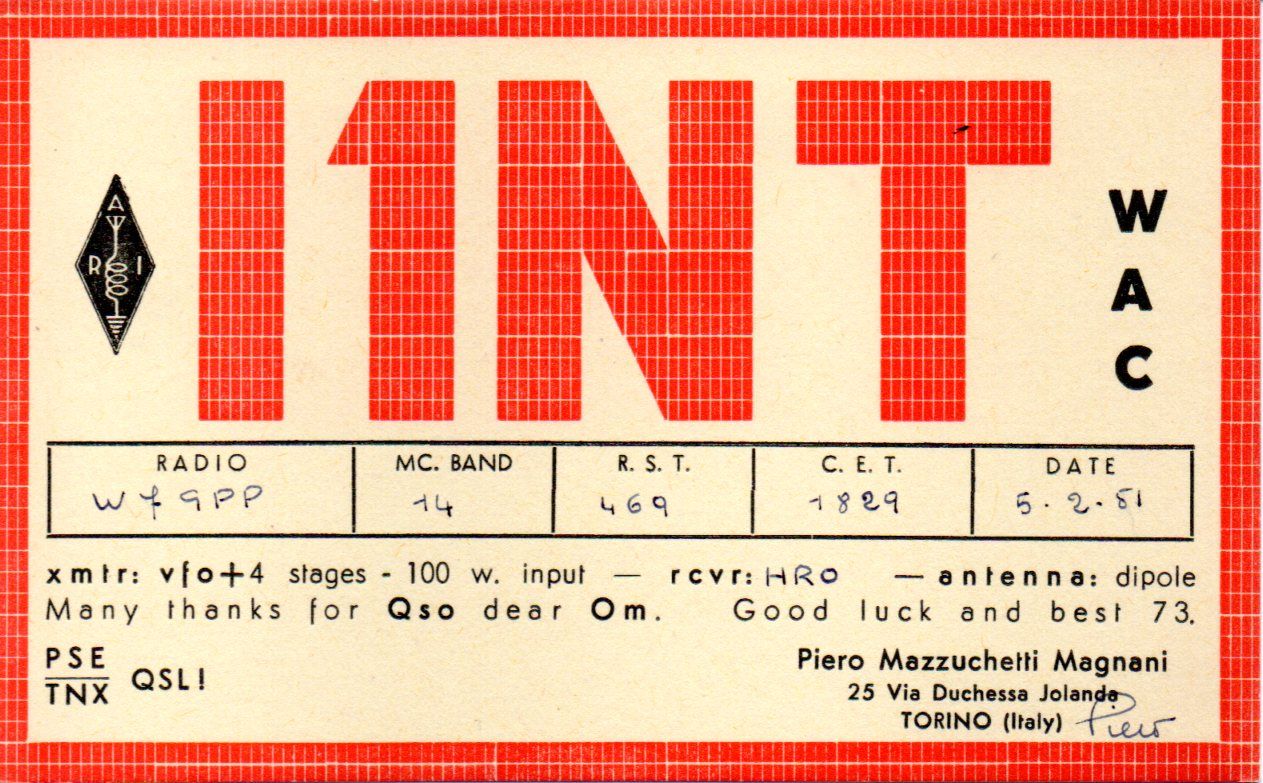 I1NT
A
R I
W
A
C
RADIO MC. BAND R. S. T. C. E. T. DATE
14 469 1829 5.2.51
xmtr: vfo+4 stages - 100 w. input — rcvr: HRO — antenna: dipole
Many thanks for Qso dear Om. Good luck and best 73.
PSE
TNX QSL!
Piero Mazzuchetti Magnani
25 Via Duchessa Jolanda
TORINO (Italy) Piero